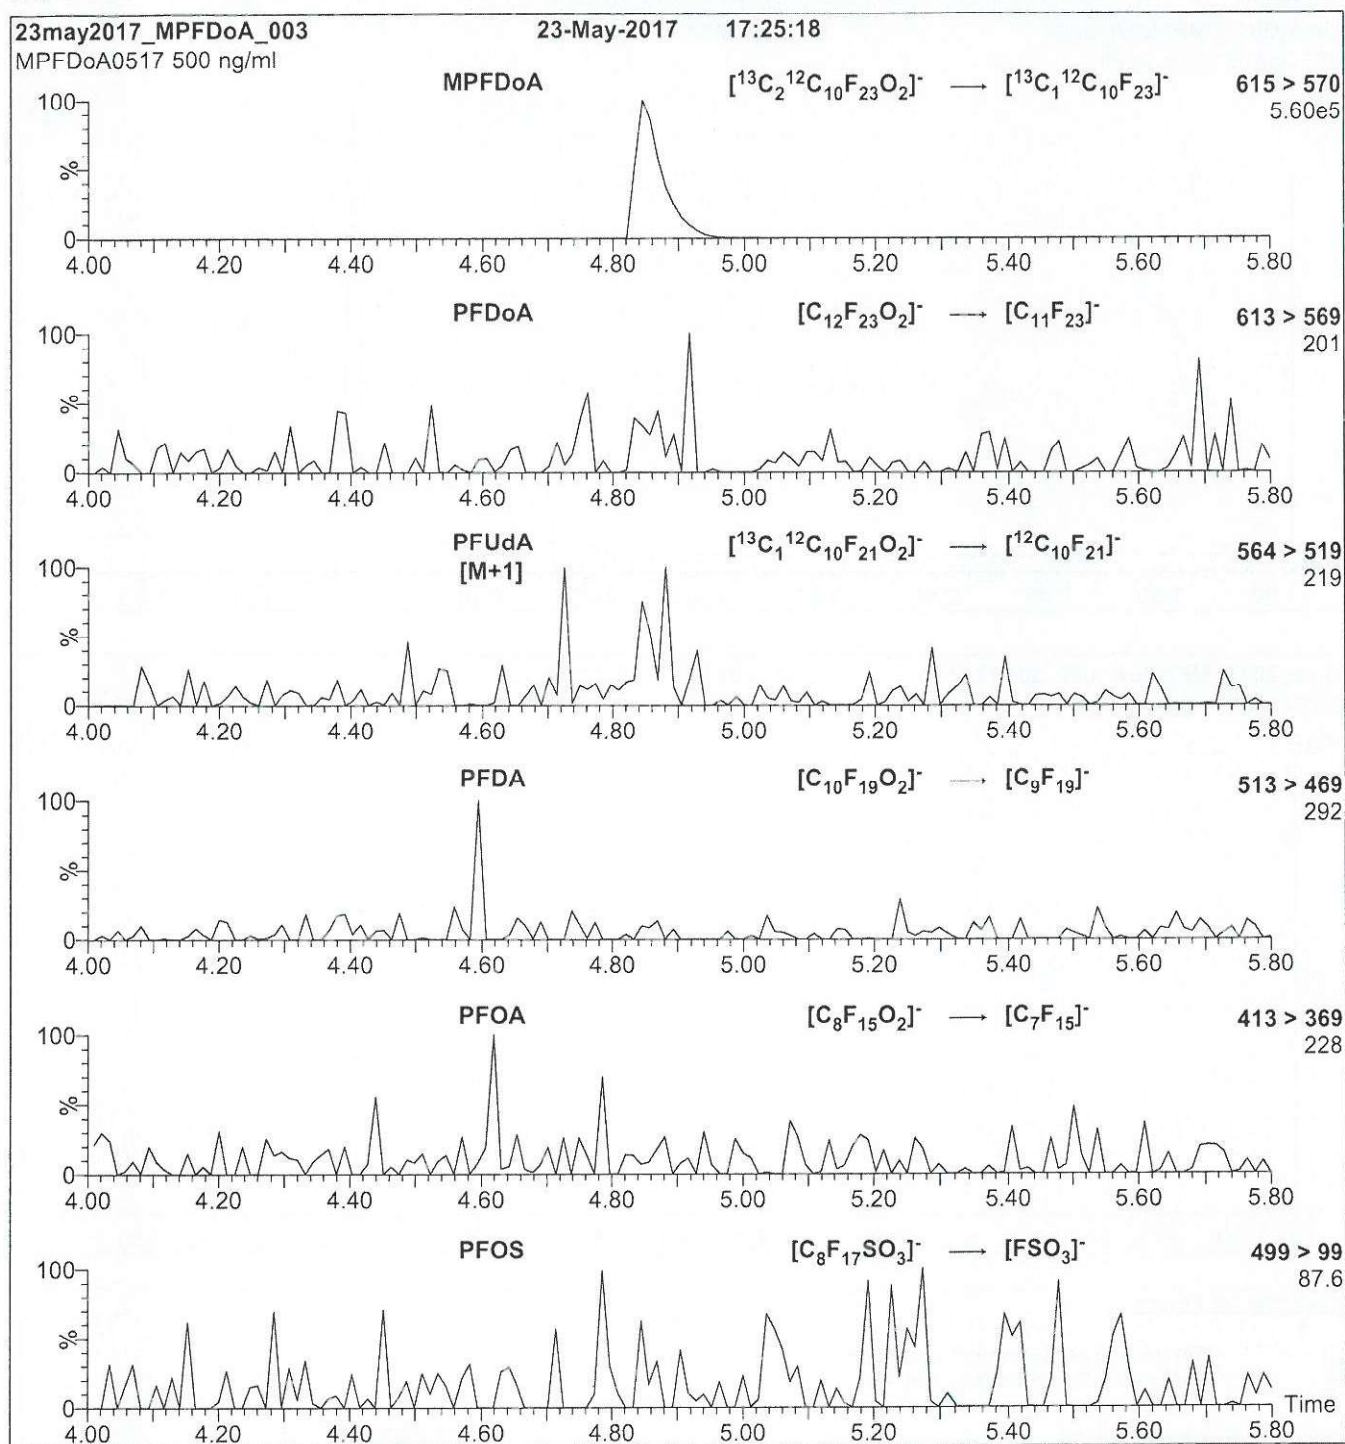 23may2017_MPFDoA_003 23-May-2017 17:25:18
MPFDoA0517 500 ng/ml
MPFDoA [¹³C₂¹²C₁₀F₂₃O₂]⁻ → [¹³C₁¹²C₁₀F₂₃]⁻ 615 > 570
5.60e5
100
%
0
4.00 4.20 4.40 4.60 4.80 5.00 5.20 5.40 5.60 5.80
PFDoA [C₁₂F₂₃O₂]⁻ → [C₁₁F₂₃]⁻ 613 > 569
201
100
%
0
4.00 4.20 4.40 4.60 4.80 5.00 5.20 5.40 5.60 5.80
PFUdA [¹³C₁¹²C₁₀F₂₁O₂]⁻ → [¹²C₁₀F₂₁]⁻ 564 > 519
[M+1] 219
100
%
0
4.00 4.20 4.40 4.60 4.80 5.00 5.20 5.40 5.60 5.80
PFDA [C₁₀F₁₉O₂]⁻ → [C₉F₁₉]⁻ 513 > 469
292
100
%
0
4.00 4.20 4.40 4.60 4.80 5.00 5.20 5.40 5.60 5.80
PFOA [C₈F₁₅O₂]⁻ → [C₇F₁₅]⁻ 413 > 369
228
100
%
0
4.00 4.20 4.40 4.60 4.80 5.00 5.20 5.40 5.60 5.80
PFOS [C₈F₁₇SO₃]⁻ → [FSO₃]⁻ 499 > 99
87.6
100
%
0
Time
4.00 4.20 4.40 4.60 4.80 5.00 5.20 5.40 5.60 5.80